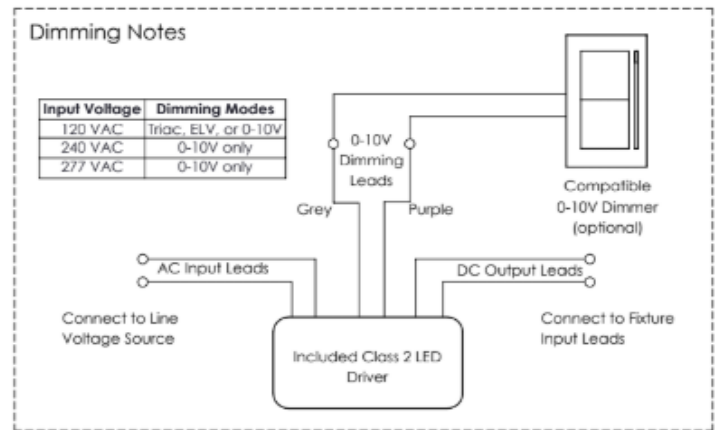 Dimming Notes
Input Voltage Dimming Modes
120 VAC Triac, ELV, or 0-10V
240 VAC 0-10V only
277 VAC 0-10V only
0-10V
Dimming
Leads
Grey
Purple
Compatible
0-10V Dimmer
(optional)
AC Input Leads
DC Output Leads
Connect to Line
Voltage Source
Connect to Fixture
Input Leads
Included Class 2 LED
Driver